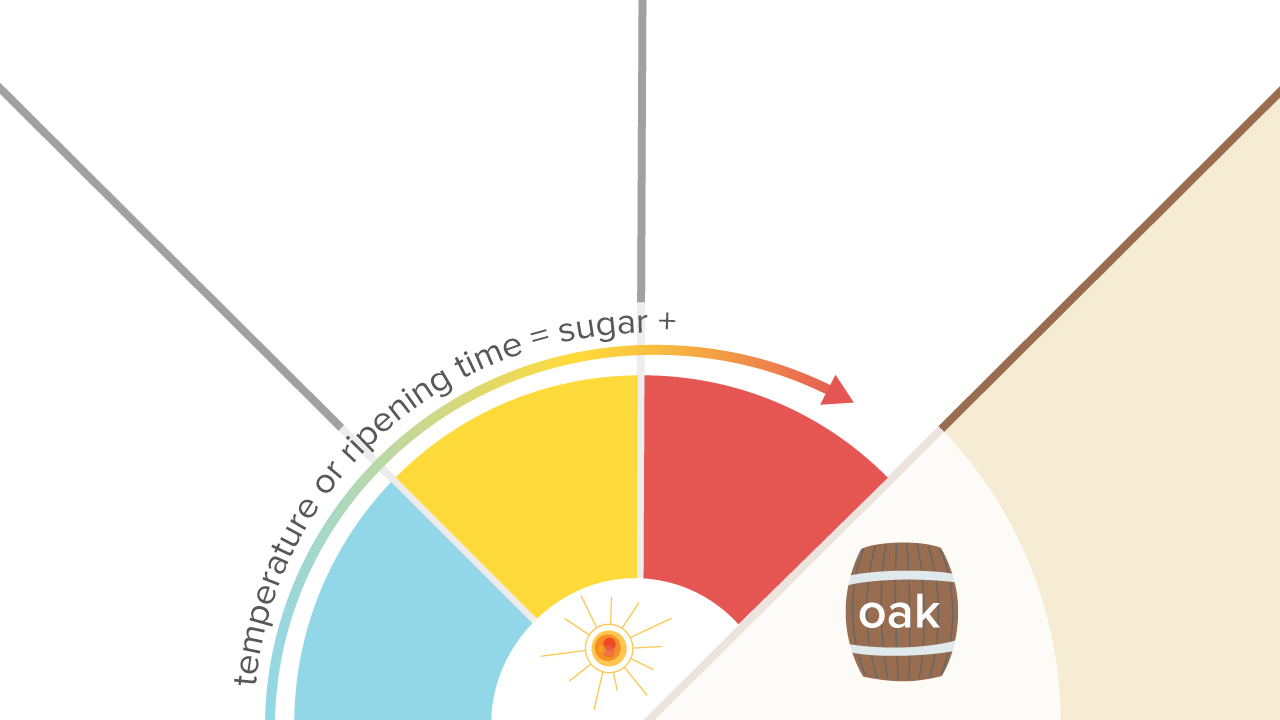 temperature or ripening time = sugar +
oak